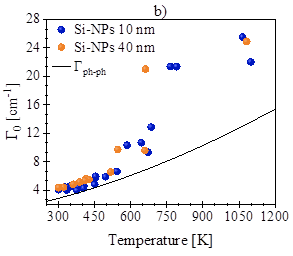 b)
28
24
20
16
12
8
4
Γ₀ [cm⁻¹]
Si-NPs 10 nm
Si-NPs 40 nm
Γph-ph
300 450 600 750 900 1050 1200
Temperature [K]